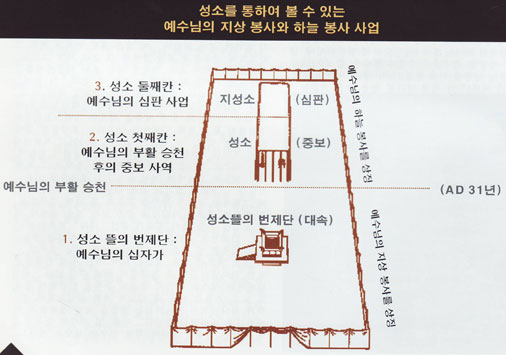 성소를 통하여 볼 수 있는
예수님의 지상 봉사와 하늘 봉사 사업
3. 성소 둘째칸 :
예수님의 심판 사업
지성소
(심판)
예수님의 하늘 봉사를 상징
2. 성소 첫째칸 :
예수님의 부활 승천
후의 중보 사역
성소
(중보)
예수님의 부활 승천
(AD 31년)
성소뜰의 번제단 (대속)
1. 성소 뜰의 번제단 :
예수님의 십자가
예수님의 지상 봉사를 상징